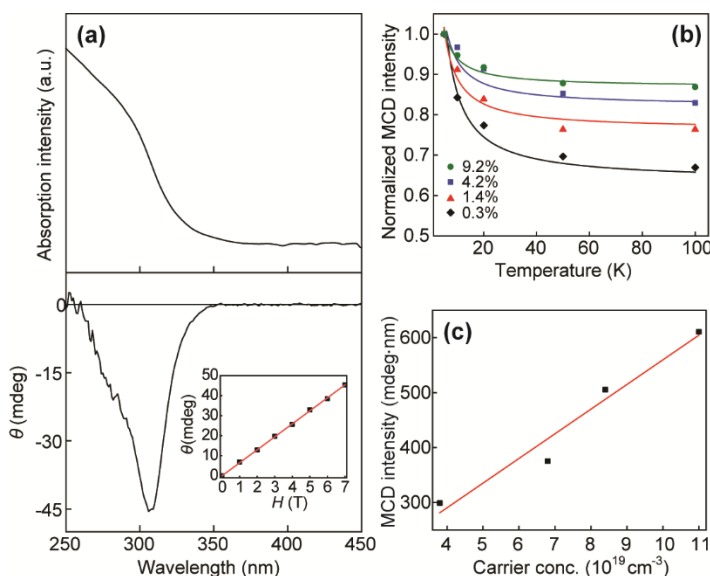 (a)
Absorption intensity (a.u.)
0
-15
-30
-45
θ (mdeg)
50
40
30
20
10
0
θ(mdeg)
0 1 2 3 4 5 6 7
H (T)
250 300 350 400 450
Wavelength (nm)
(b)
1.0
0.9
0.8
0.7
0.6
0.5
Normalized MCD intensity
9.2%
4.2%
1.4%
0.3%
20 40 60 80 100
Temperature (K)
(c)
600
500
400
300
MCD intensity (mdeg·nm)
4 5 6 7 8 9 10 11
Carrier conc. (10¹⁹cm⁻³)